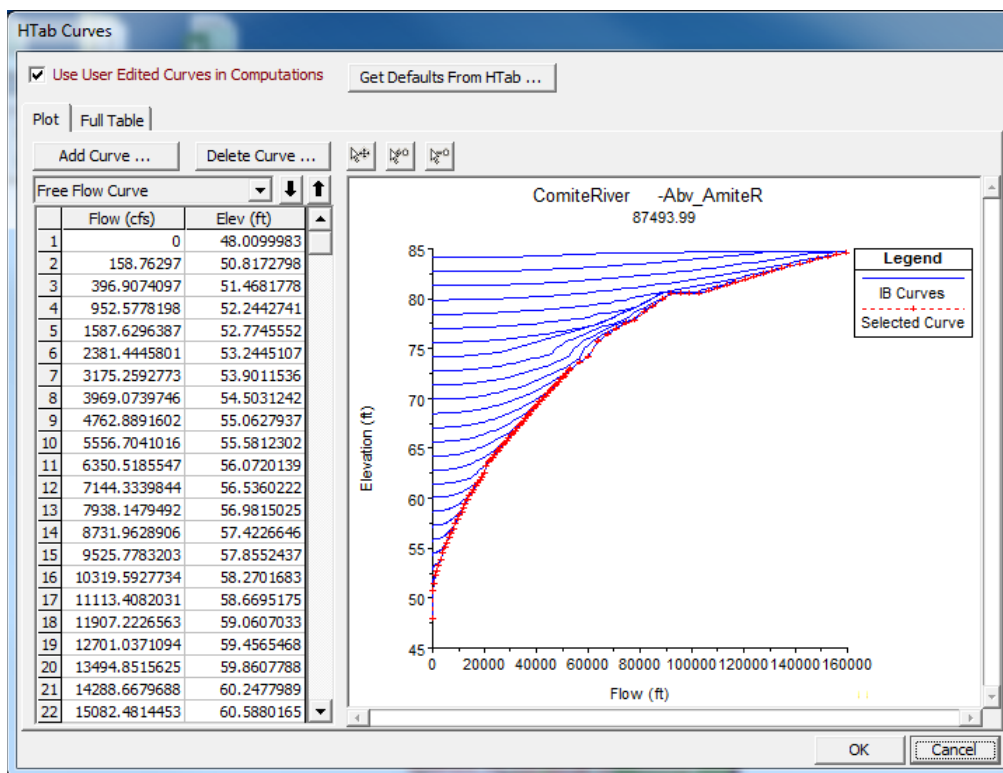 HTab Curves
Use User Edited Curves in Computations
Get Defaults From HTab ...
Plot
Full Table
Add Curve ...
Delete Curve ...
Free Flow Curve
Flow (cfs) Elev (ft)
1 0 48.0099983
2 158.76297 50.8172798
3 396.9074097 51.4681778
4 952.5778198 52.2442741
5 1587.6296387 52.7745552
6 2381.4445801 53.2445107
7 3175.2592773 53.9011536
8 3969.0739746 54.5031242
9 4762.8891602 55.0627937
10 5556.7041016 55.5812302
11 6350.5185547 56.0720139
12 7144.3339844 56.5360222
13 7938.1479492 56.9815025
14 8731.9628906 57.4226646
15 9525.7783203 57.8552437
16 10319.5927734 58.2701683
17 11113.4082031 58.6695175
18 11907.2226563 59.0607033
19 12701.0371094 59.4565468
20 13494.8515625 59.8607788
21 14288.6679688 60.2477989
22 15082.4814453 60.5880165
ComiteRiver -Abv_AmiteR
87493.99
85
80
75
70
65
60
55
50
45
Elevation (ft)
0 20000 40000 60000 80000 100000 120000 140000 160000
Flow (ft)
Legend
IB Curves
Selected Curve
OK
Cancel